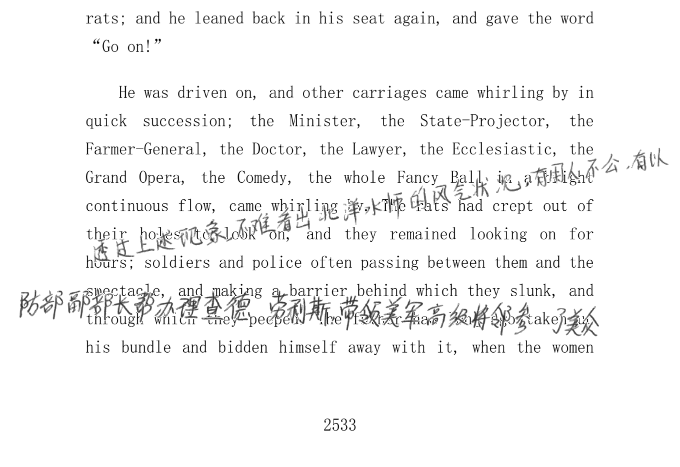 rats; and he leaned back in his seat again, and gave the word
“Go on!”
He was driven on, and other carriages came whirling by in
quick succession; the Minister, the State-Projector, the
Farmer-General, the Doctor, the Lawyer, the Ecclesiastic, the
Grand Opera, the Comedy, the whole Fancy Ball in a bright
continuous flow, came whirling by. The rats had crept out of
their holes to look on, and they remained looking on for
透过上述现象,不难看出北洋水师的风气状况,存用人不公.有以
hours; soldiers and police often passing between them and the
spectacle, and making a barrier behind which they slunk, and
防部副部长帮办理查德 劳利斯,带领美军高级将领参 了美众
through which they peeped. The father had long ago taken up
his bundle and bidden himself away with it, when the women
2533